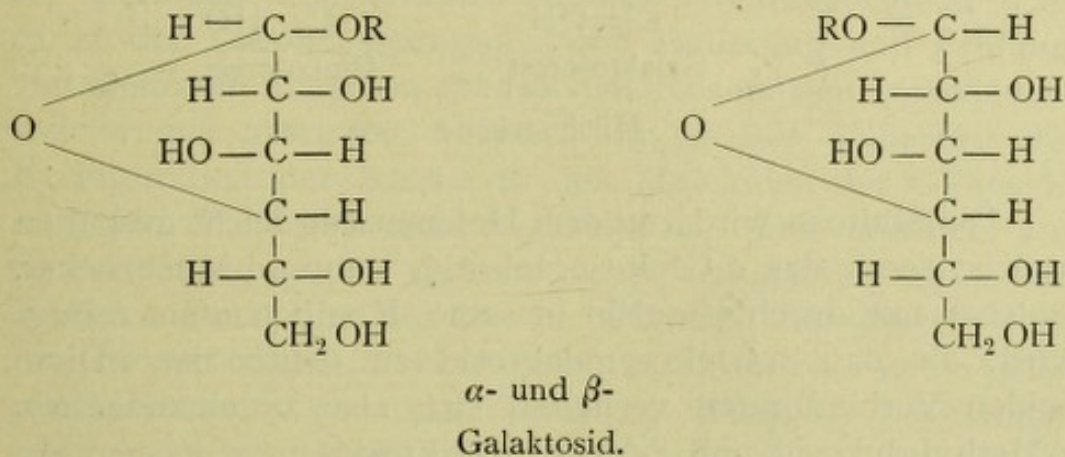 H — C — OR RO — C — H
H — C — OH H — C — OH
O O
HO — C — H HO — C — H
C — H C — H
H — C — OH H — C — OH
CH₂ OH CH₂ OH
α- und β-
Galaktosid.